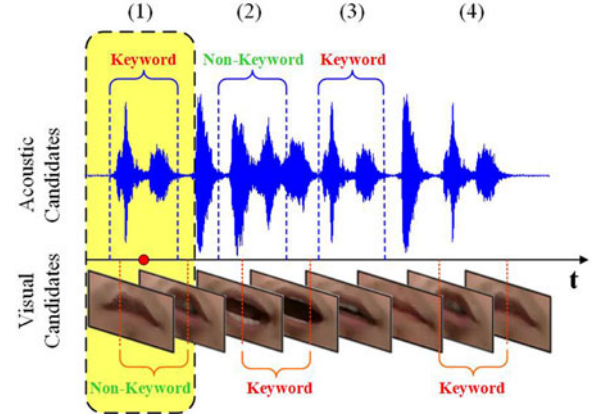 (1) (2) (3) (4)
Keyword Non-Keyword Keyword
Acoustic
Candidates
t
Visual
Candidates
Non-Keyword Keyword Keyword